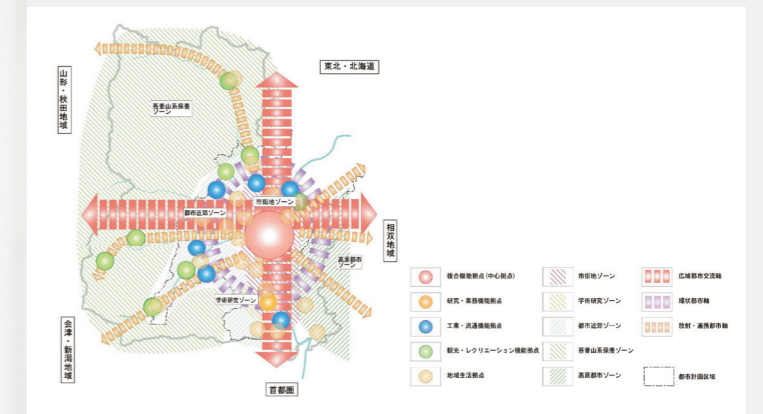 東北・北海道
山形・秋田地域
吾妻山系保養
ゾーン
市街地ゾーン
都市近郊ゾーン
相双地域
高原都市
ゾーン
学術研究ゾーン
会津・新潟地域
首都圏
複合機能拠点(中心拠点)
研究・業務機能拠点
工業・流通機能拠点
観光・レクリエーション機能拠点
地域生活拠点
市街地ゾーン
学術研究ゾーン
都市近郊ゾーン
吾妻山系保養ゾーン
高原都市ゾーン
広域都市交流軸
環状都市軸
放射・連携都市軸
都市計画区域